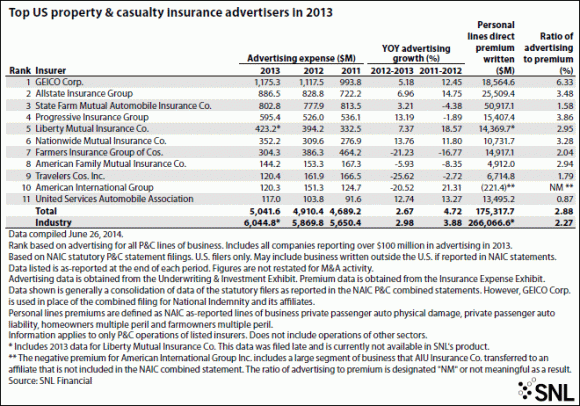 Top US property & casualty insurance advertisers in 2013
Personal
lines direct
premium
written
($M)
Ratio of
advertising
to premium
(%)
Advertising expense ($M)
YOY advertising
growth (%)
Rank Insurer 2013 2012 2011 2012-2013 2011-2012
1 GEICO Corp. 1,175.3 1,117.5 993.8 5.18 12.45 18,564.6 6.33
2 Allstate Insurance Group 886.5 828.8 722.2 6.96 14.75 25,509.4 3.48
3 State Farm Mutual Automobile Insurance Co. 802.8 777.9 813.5 3.21 -4.38 50,917.1 1.58
4 Progressive Insurance Group 595.4 526.0 536.1 13.19 -1.89 15,407.4 3.86
5 Liberty Mutual Insurance Co. 423.2* 394.2 332.5 7.37 18.57 14,369.7* 2.95
6 Nationwide Mutual Insurance Co. 352.2 309.6 276.9 13.76 11.80 10,731.7 3.28
7 Farmers Insurance Group of Cos. 304.3 386.3 464.2 -21.23 -16.77 14,917.1 2.04
8 American Family Mutual Insurance Co. 144.2 153.3 167.3 -5.93 -8.35 4,912.0 2.94
9 Travelers Cos. Inc. 120.4 161.9 166.5 -25.62 -2.72 6,714.8 1.79
10 American International Group 120.3 151.3 124.7 -20.52 21.31 (221.4)** NM **
11 United Services Automobile Association 117.0 103.8 91.6 12.74 13.27 13,495.2 0.87
Total 5,041.6 4,910.4 4,689.2 2.67 4.72 175,317.7 2.88
Industry 6,044.8* 5,869.8 5,650.4 2.98 3.88 266,066.6* 2.27
Data compiled June 26, 2014.
Rank based on advertising for all P&C lines of business. Includes all companies reporting over $100 million in advertising in 2013.
Based on NAIC statutory P&C statement filings. U.S. filers only. May include business written outside the U.S. if reported in NAIC statements.
Data listed is as-reported at the end of each period. Figures are not restated for M&A activity.
Advertising data is obtained from the Underwriting & Investment Exhibit. Premium data is obtained from the Insurance Expense Exhibit.
Data shown is generally a consolidation of data of the statutory filers as reported in the NAIC P&C combined statements. However, GEICO Corp.
is used in place of the combined filing for National Indemnity and its affiliates.
Personal lines premiums are defined as NAIC as-reported lines of business private passenger auto physical damage, private passenger auto
liability, homeowners multiple peril and farmowners multiple peril.
Information applies to only P&C operations of listed insurers. Does not include operations of other sectors.
* Includes 2013 data for Liberty Mutual Insurance Co. This data was filed late and is currently not available in SNL's product.
** The negative premium for American International Group Inc. includes a large segment of business that AIU Insurance Co. transferred to an
affiliate that is not included in the NAIC combined statement. The ratio of advertising to premium is designated "NM" or not meaningful as a result.
Source: SNL Financial
SNL